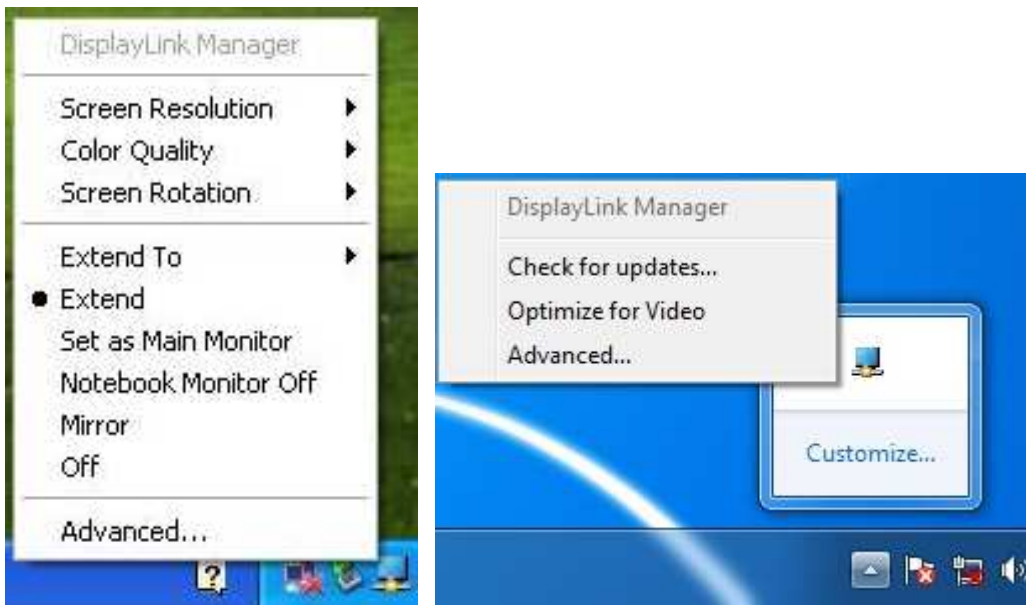 DisplayLink Manager
Screen Resolution
Color Quality
Screen Rotation
Extend To
Extend
Set as Main Monitor
Notebook Monitor Off
Mirror
Off
Advanced...
?
DisplayLink Manager
Check for updates...
Optimize for Video
Advanced...
Customize...